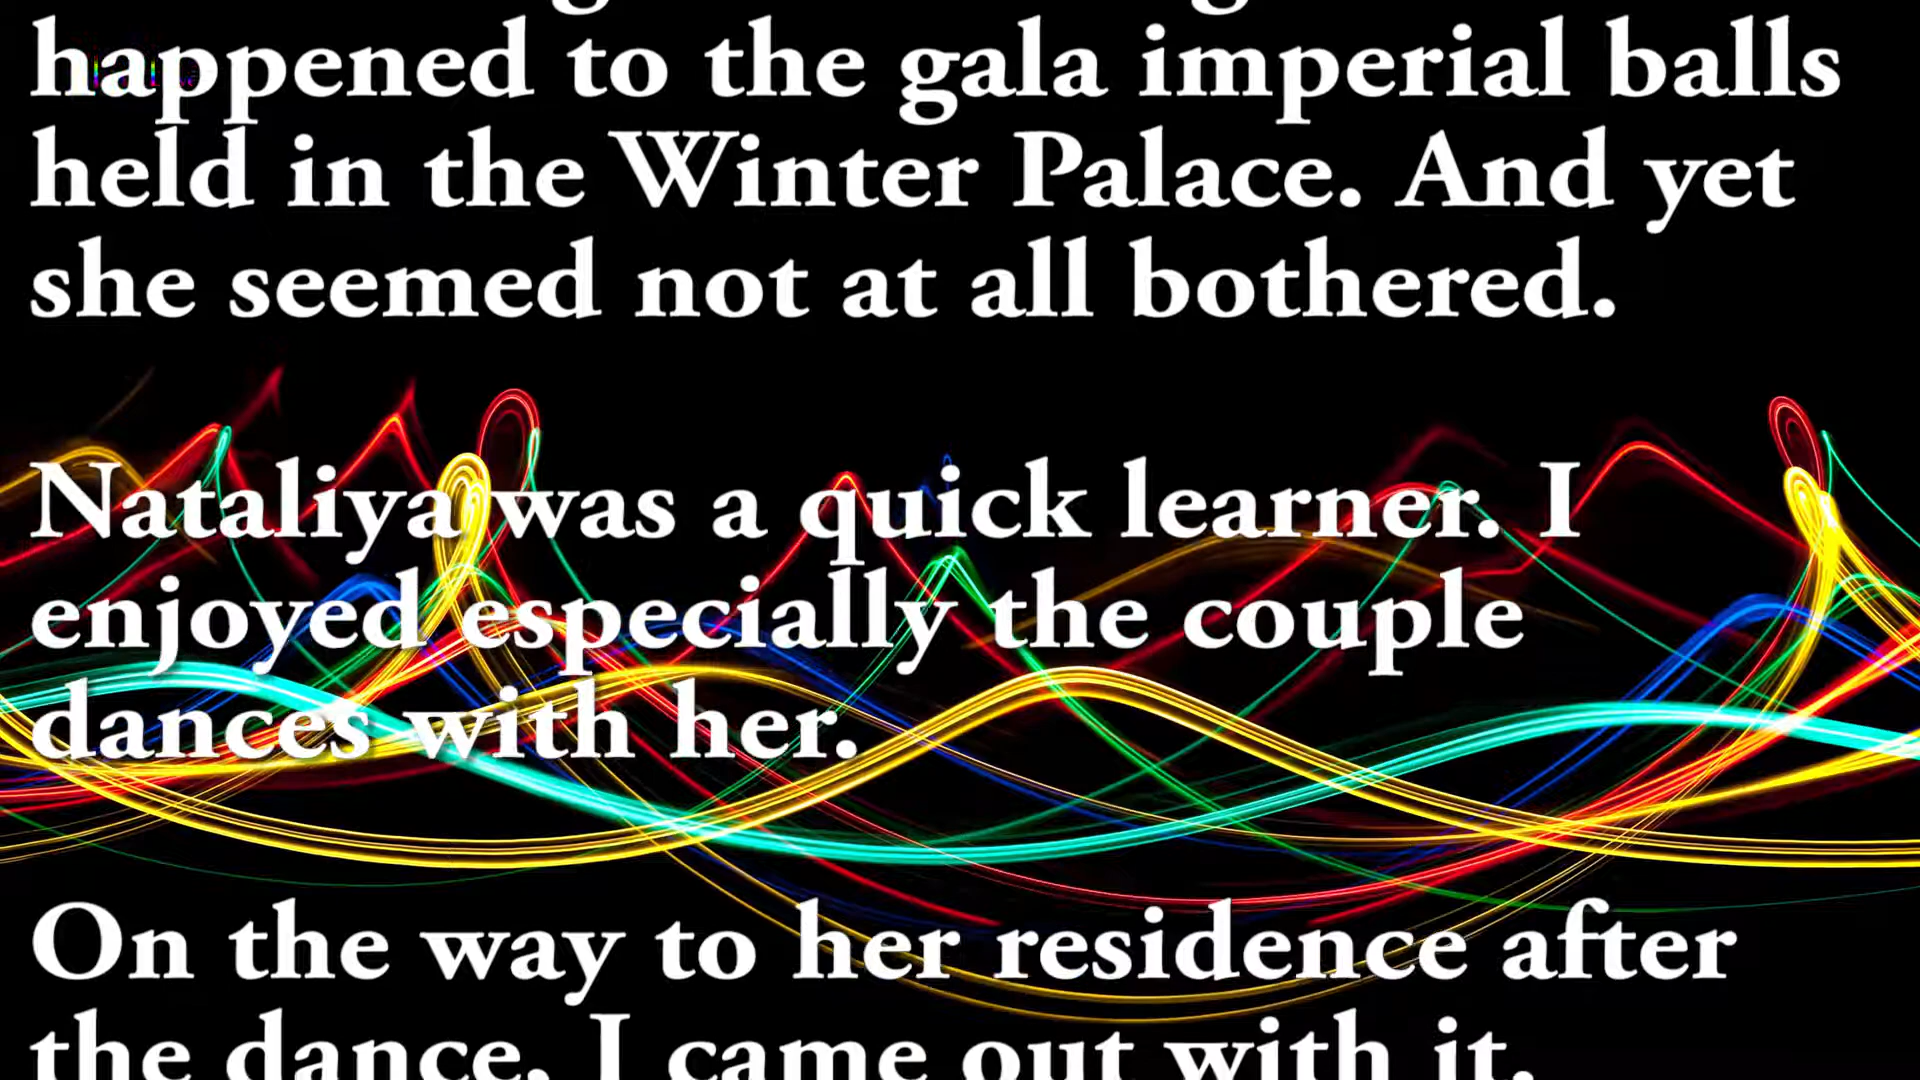 happened to the gala imperial balls
held in the Winter Palace. And yet
she seemed not at all bothered.
Nataliya was a quick learner. I
enjoyed especially the couple
dances with her.
On the way to her residence after
the dance, I came out with it.